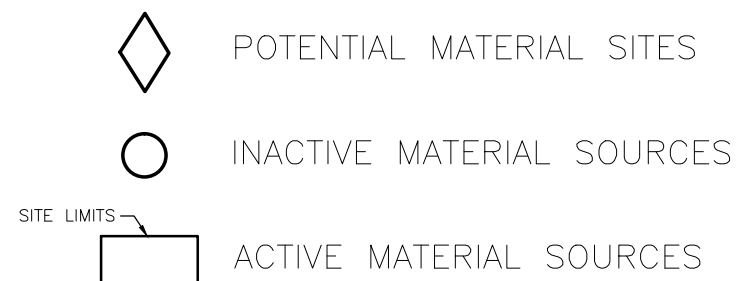 POTENTIAL MATERIAL SITES
INACTIVE MATERIAL SOURCES
SITE LIMITS
ACTIVE MATERIAL SOURCES